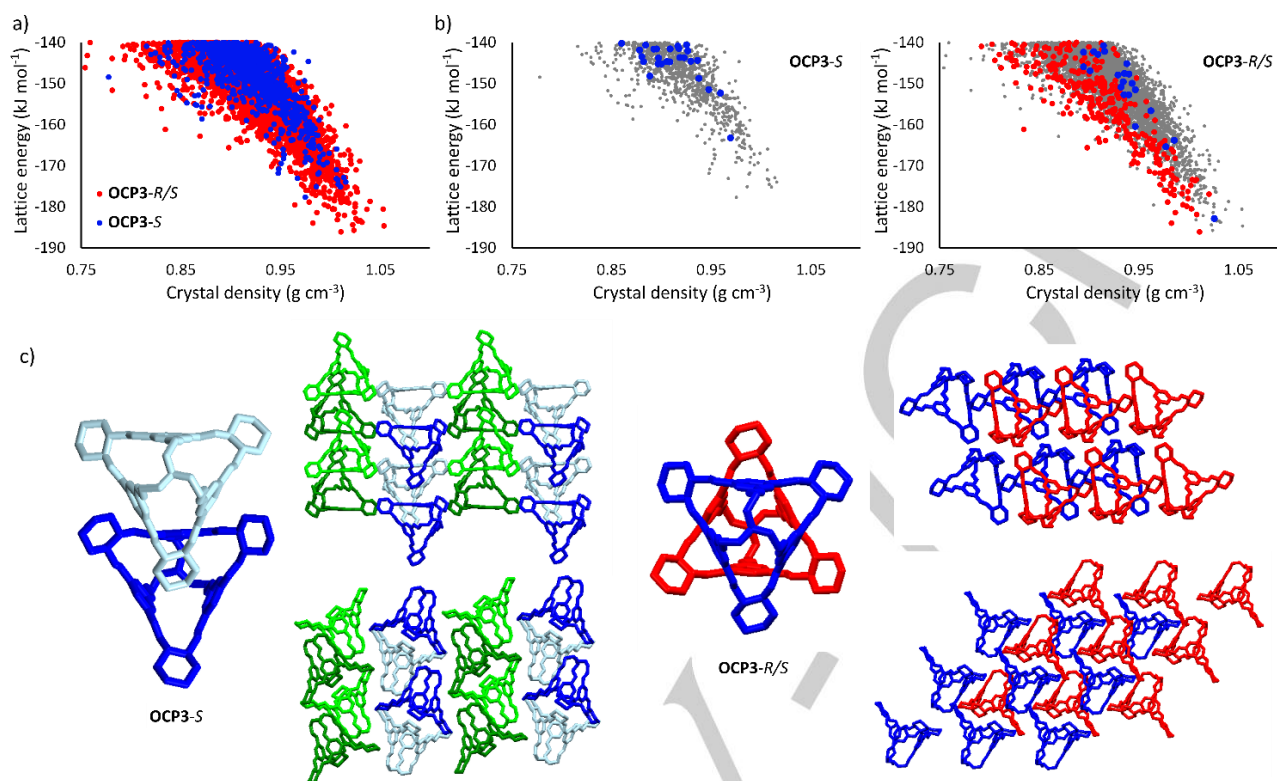 a)
Lattice energy (kJ mol⁻¹)
-140
-150
-160
-170
-180
-190
0.75 0.85 0.95 1.05
Crystal density (g cm⁻³)
OCP3-R/S
OCP3-S
b)
Lattice energy (kJ mol⁻¹)
-140
-150
-160
-170
-180
-190
0.75 0.85 0.95 1.05
Crystal density (g cm⁻³)
OCP3-S
Lattice energy (kJ mol⁻¹)
-140
-150
-160
-170
-180
-190
0.75 0.85 0.95 1.05
Crystal density (g cm⁻³)
OCP3-R/S
c)
OCP3-S
OCP3-R/S